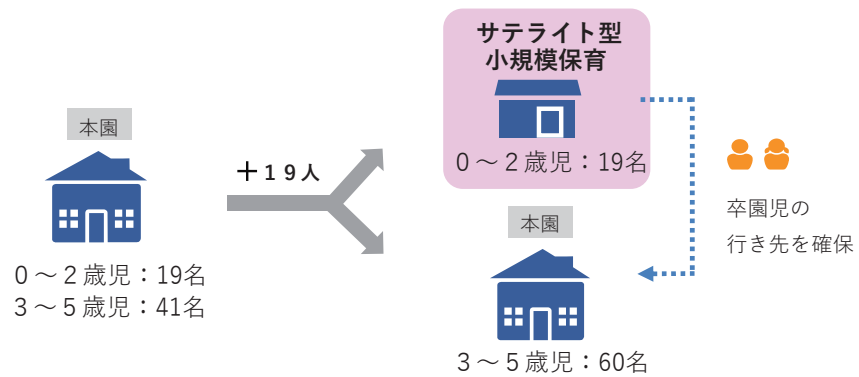 本園
0～2歳児：19名
3～5歳児：41名
＋１９人
サテライト型
小規模保育
0～2歳児：19名
本園
3～5歳児：60名
卒園児の
行き先を確保